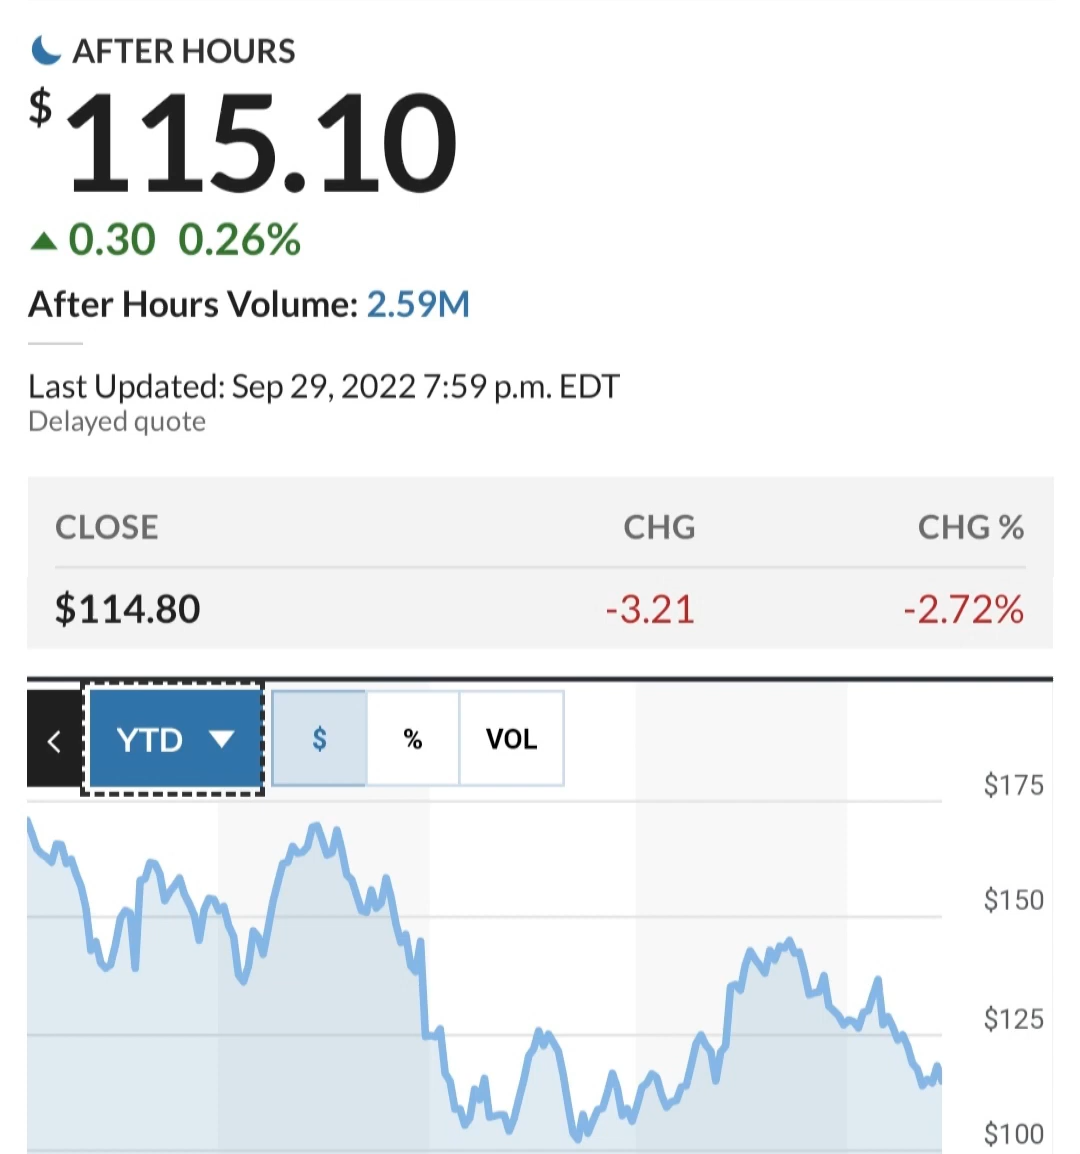 AFTER HOURS
$115.10
0.30 0.26%
After Hours Volume: 2.59M
Last Updated: Sep 29, 2022 7:59 p.m. EDT
Delayed quote
CLOSE CHG CHG %
$114.80 -3.21 -2.72%
YTD $ % VOL
$175
$150
$125
$100